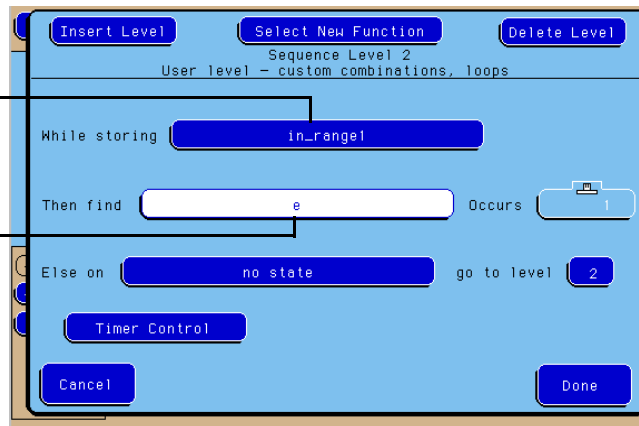 Insert Level Select New Function Delete Level
Sequence Level 2
User level - custom combinations, loops
While storing in_range1
Then find e Occurs 1
Else on no state go to level 2
Timer Control
Cancel Done